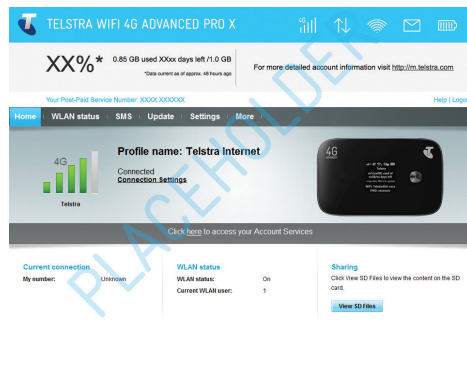 TELSTRA WIFI 4G ADVANCED PRO X
4G
XX%*
0.85 GB used XXXx days left /1.0 GB
*Data current as of approx. 48 hours ago
For more detailed account information visit http://m.telstra.com
Your Post-Paid Service Number: XXXX XXXXXX
Help | Logo
Home
WLAN status
SMS
Update
Settings
More
4G
Telstra
Profile name: Telstra Internet
Connected
Connection Settings
4G
ADVANCED
Click here to access your Account Services
Current connection
My number: Unknown
WLAN status
WLAN status: On
Current WLAN user: 1
Sharing
Click View SD Files to view the content on the SD
card.
View SD Files
PLACEHOLDER